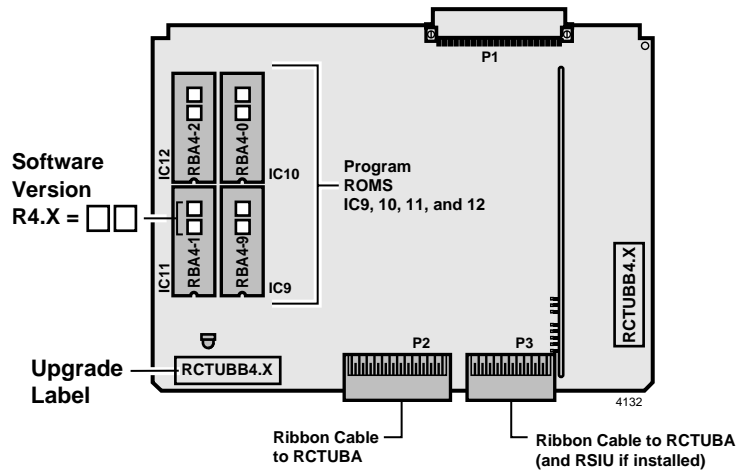 P1
RBA4-2
RBA4-0
IC12
IC10
Software
Version
R4.X =
Program
ROMS
IC9, 10, 11, and 12
RBA4-1
RBA4-9
IC11
IC9
RCTUBB4.X
P2
P3
Upgrade
Label
RCTUBB4.X
4132
Ribbon Cable
to RCTUBA
Ribbon Cable to RCTUBA
(and RSIU if installed)